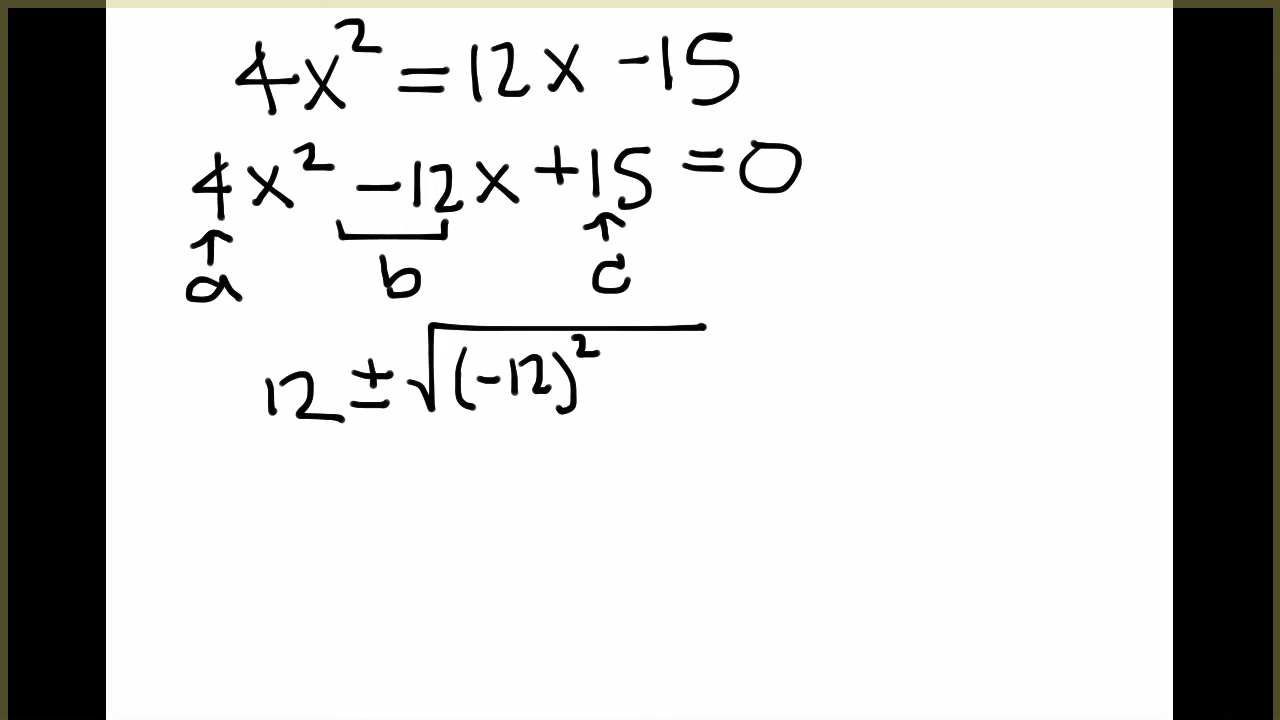 4x² = 12x - 15
4x² - 12x + 15 = 0
↑ ↑
a b c
12 ± √(-12)²